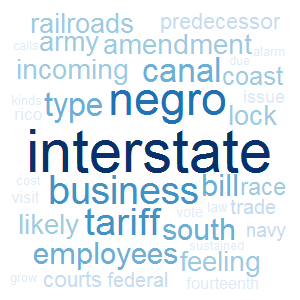 railroads predecessor
calls army amendment alarm
incoming canal due coast
kinds type negro issue
rico lock
interstate
cost business bill race
visit vote law trade
likely tariff south navy
employees sustained feeling
grow courts federal fourteenth